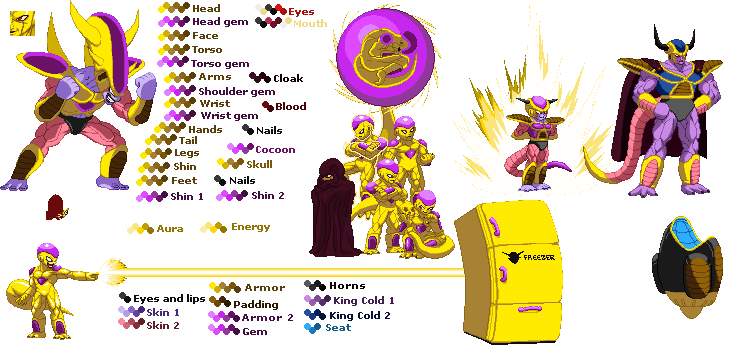 Head
Head gem
Eyes
Mouth
Face
Torso
Torso gem
Arms
Cloak
Shoulder gem
Wrist
Blood
Wrist gem
Hands
Nails
Tail
Cocoon
Legs
Skull
Shin
Feet
Nails
Shin 1
Shin 2
Aura
Energy
FREEZER
Eyes and lips
Armor
Horns
Skin 1
Padding
King Cold 1
Skin 2
Armor 2
King Cold 2
Gem
Seat